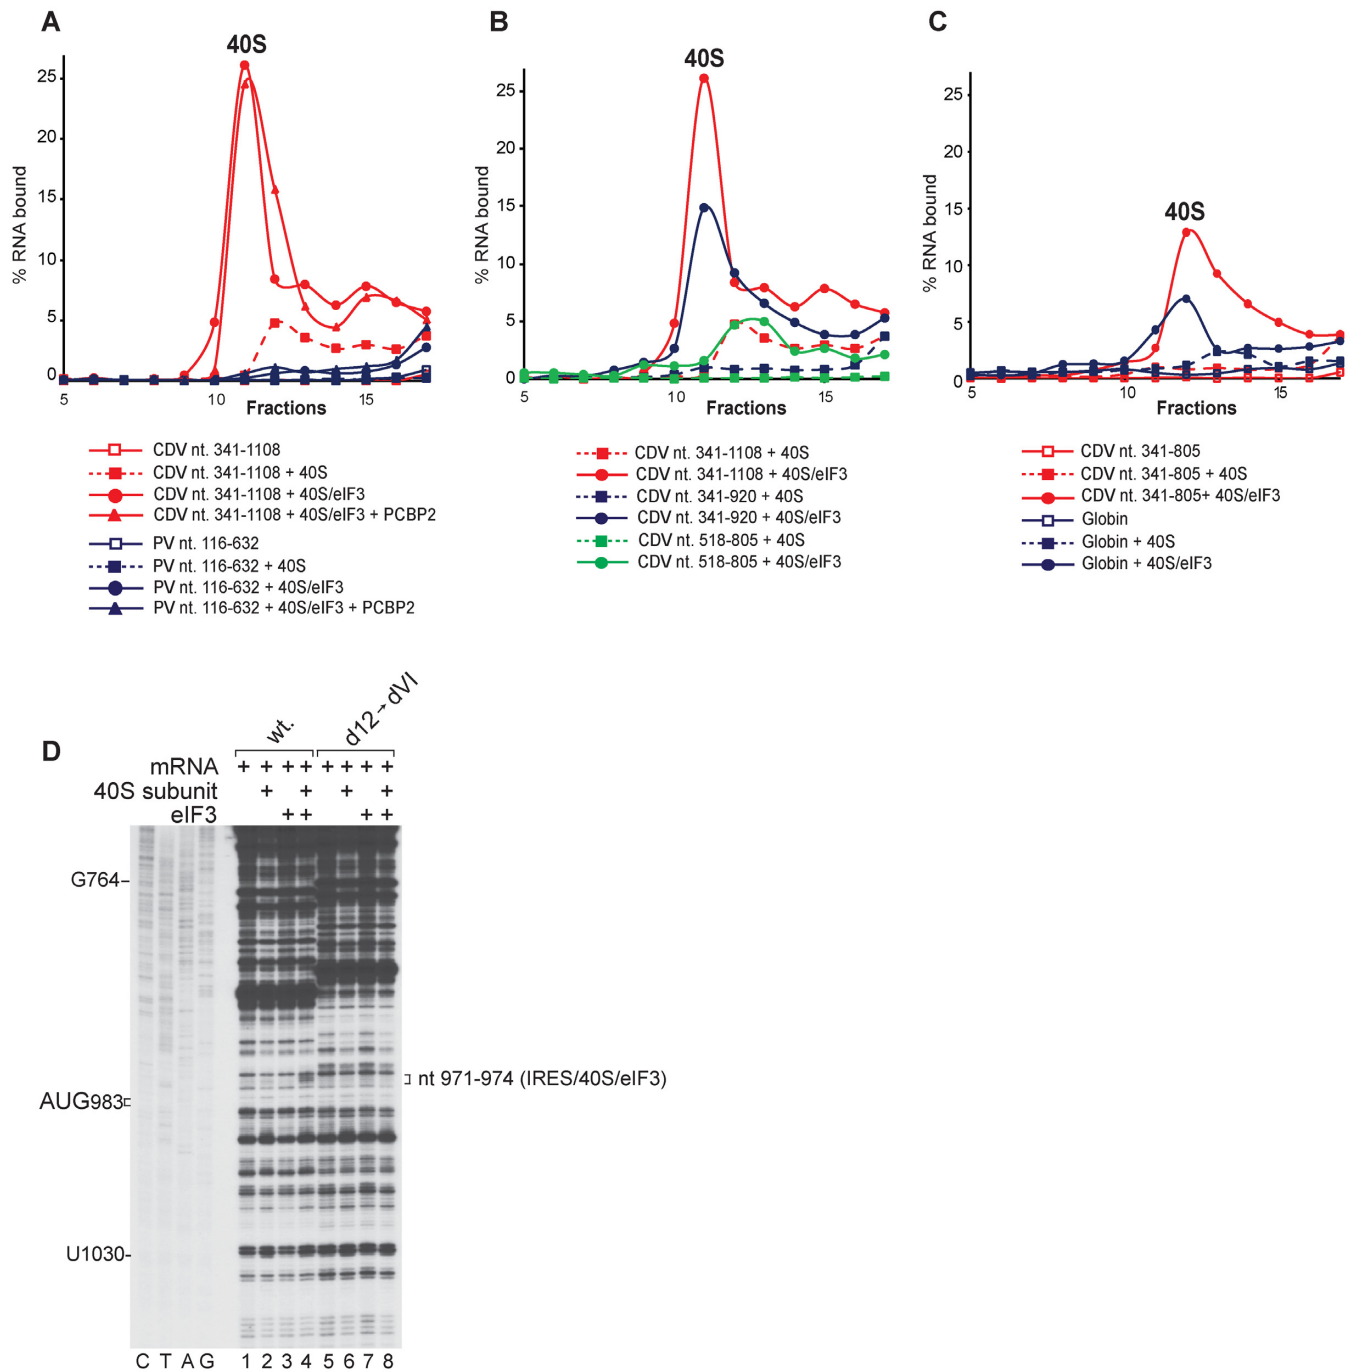 A
40S
25
20
15
10
5
0
% RNA bound
5
10
15
Fractions
CDV nt. 341-1108
CDV nt. 341-1108 + 40S
CDV nt. 341-1108 + 40S/eIF3
CDV nt. 341-1108 + 40S/eIF3 + PCBP2
PV nt. 116-632
PV nt. 116-632 + 40S
PV nt. 116-632 + 40S/eIF3
PV nt. 116-632 + 40S/eIF3 + PCBP2
B
40S
25
20
15
10
5
0
% RNA bound
5
10
15
Fractions
CDV nt. 341-1108 + 40S
CDV nt. 341-1108 + 40S/eIF3
CDV nt. 341-920 + 40S
CDV nt. 341-920 + 40S/eIF3
CDV nt. 518-805 + 40S
CDV nt. 518-805 + 40S/eIF3
C
40S
25
20
15
10
5
0
% RNA bound
5
10
15
Fractions
CDV nt. 341-805
CDV nt. 341-805 + 40S
CDV nt. 341-805+ 40S/eIF3
Globin
Globin + 40S
Globin + 40S/eIF3
D
wt.
d12→dVI
mRNA + + + + + + + +
40S subunit + + + +
eIF3 + + + +
G764
nt 971-974 (IRES/40S/eIF3)
AUG983
U1030
C T A G 1 2 3 4 5 6 7 8